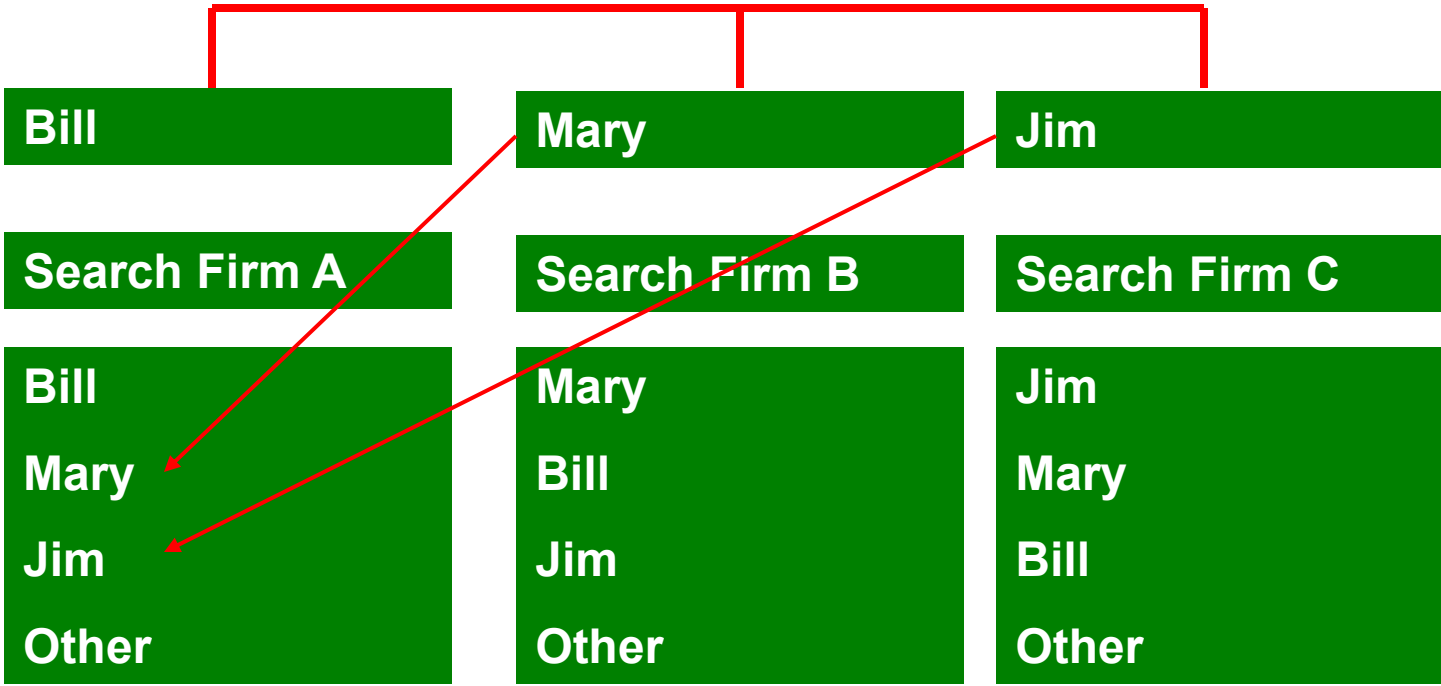 Bill
Mary
Jim
Search Firm A
Search Firm B
Search Firm C
Bill
Mary
Jim
Other
Mary
Bill
Jim
Other
Jim
Mary
Bill
Other